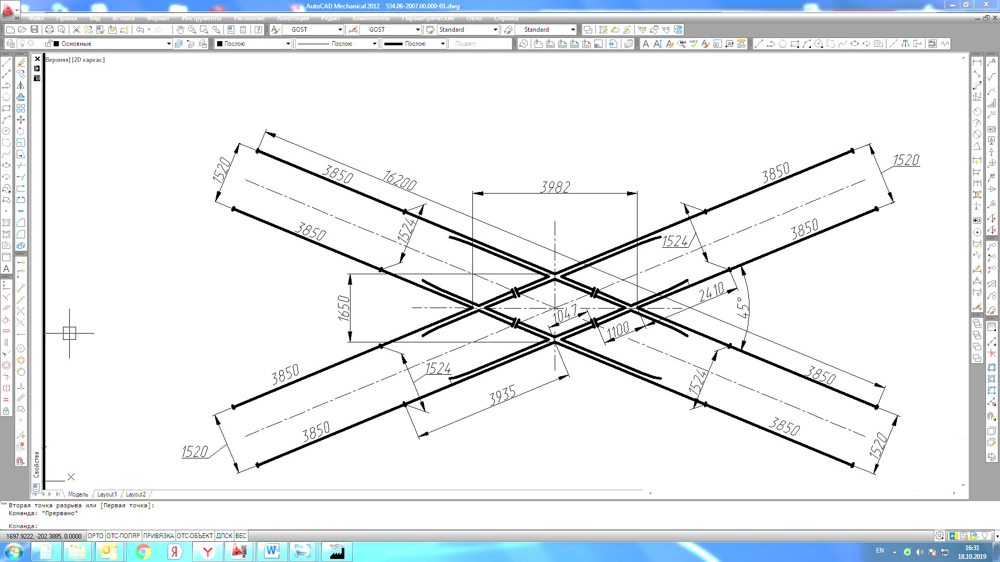 AutoCAD Mechanical 2012 534.06-2007.00.000-01.dwg
Файл Правка Вид Вставка Формат Инструменты Рисование Аннотации Редакт Компоненты Параметрические Окно Справка
GOST GOST Standard Standard
Основные Послою Послою Послою Поцвету
Верхняя] [2D каркас]
16200
1520
3850
3850
1524
3982
3850
1520
1524
3850
1650
1047
1100
2410
45°
3850
1524
3935
3850
1520
1524
3850
3850
1520
Свойства
Модель Layout1 Layout2
Вторая точка разрыва или [Первая точка]:
Команда: *Прервано*
Команда:
1697.9222, -202.3885, 0.0000 ОРТО ОТС-ПОЛЯР ПРИВЯЗКА ОТС-ОБЪЕКТ ДПСК ВЕС
EN 16:31
18.10.2019